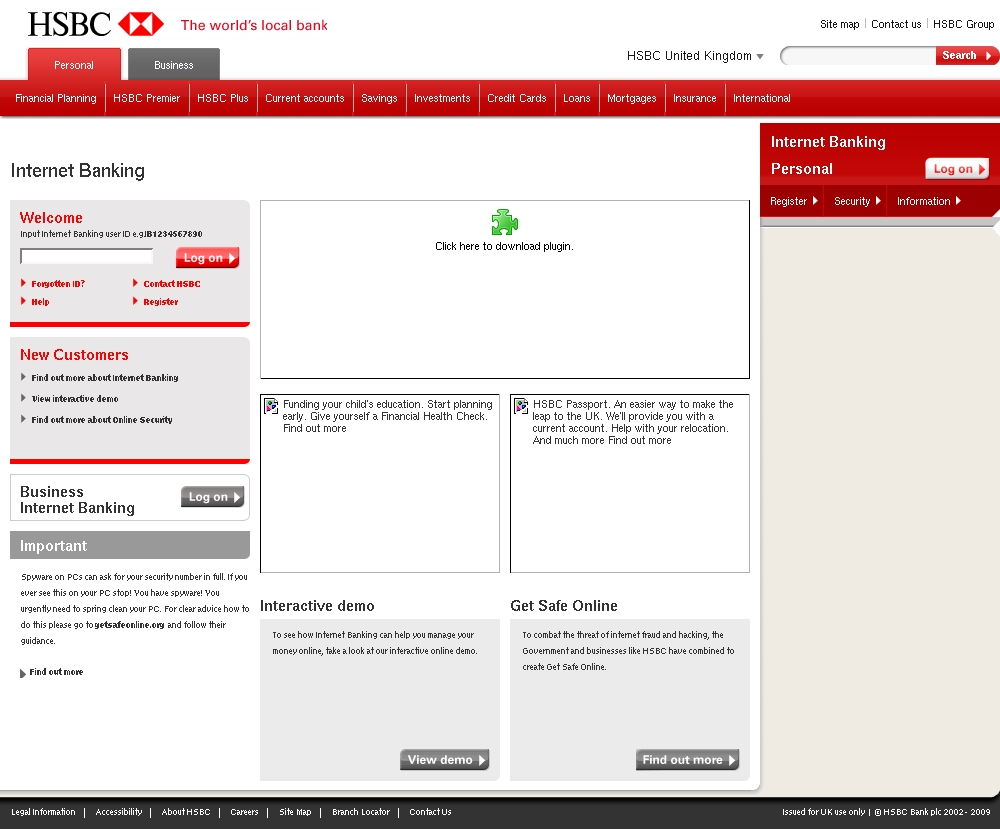 HSBC The world's local bank
Site map Contact us HSBC Group
Personal Business
HSBC United Kingdom Search
Financial Planning HSBC Premier HSBC Plus Current accounts Savings Investments Credit Cards Loans Mortgages Insurance International
Internet Banking
Personal Log on
Register Security Information
Internet Banking
Welcome
Input Internet Banking user ID e.g.IB1234567890
Log on
Forgotten ID? Contact HSBC
Help Register
New Customers
Find out more about Internet Banking
View interactive demo
Find out more about Online Security
Business
Internet Banking
Log on
Important
Spyware on PCs can ask for your security number in full. If you
ever see this on your PC stop! You have spyware! You
urgently need to spring clean your PC. For clear advice how to
do this please go to getsafeonline.org and follow their
guidance.
Find out more
Click here to download plugin.
Funding your child's education. Start planning
early. Give yourself a Financial Health Check.
Find out more
HSBC Passport. An easier way to make the
leap to the UK. We'll provide you with a
current account. Help with your relocation.
And much more Find out more
Interactive demo
To see how Internet Banking can help you manage your
money online, take a look at our interactive online demo.
View demo
Get Safe Online
To combat the threat of internet fraud and hacking, the
Government and businesses like HSBC have combined to
create Get Safe Online.
Find out more
Legal Information | Accessibility | About HSBC | Careers | Site Map | Branch Locator | Contact Us
Issued for UK use only | © HSBC Bank plc 2002 - 2009